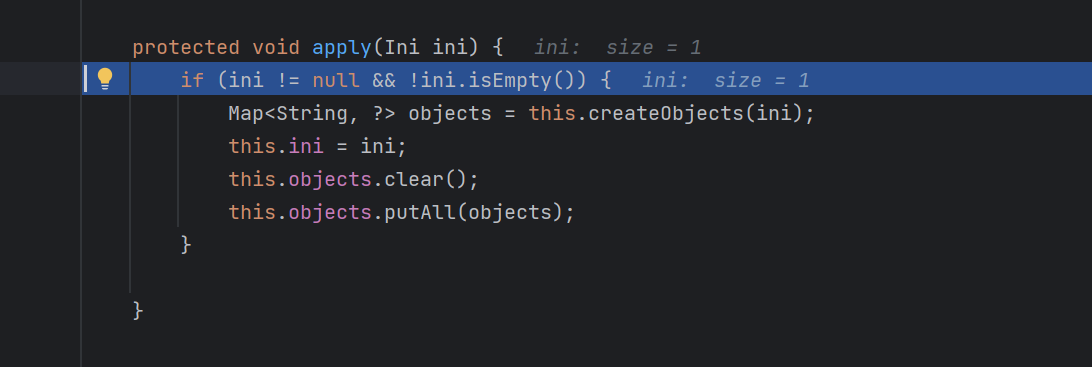 protected void apply(Ini ini) {   ini:  size = 1
    if (ini != null && !ini.isEmpty()) {   ini:  size = 1
        Map<String, ?> objects = this.createObjects(ini);
        this.ini = ini;
        this.objects.clear();
        this.objects.putAll(objects);
    }
}